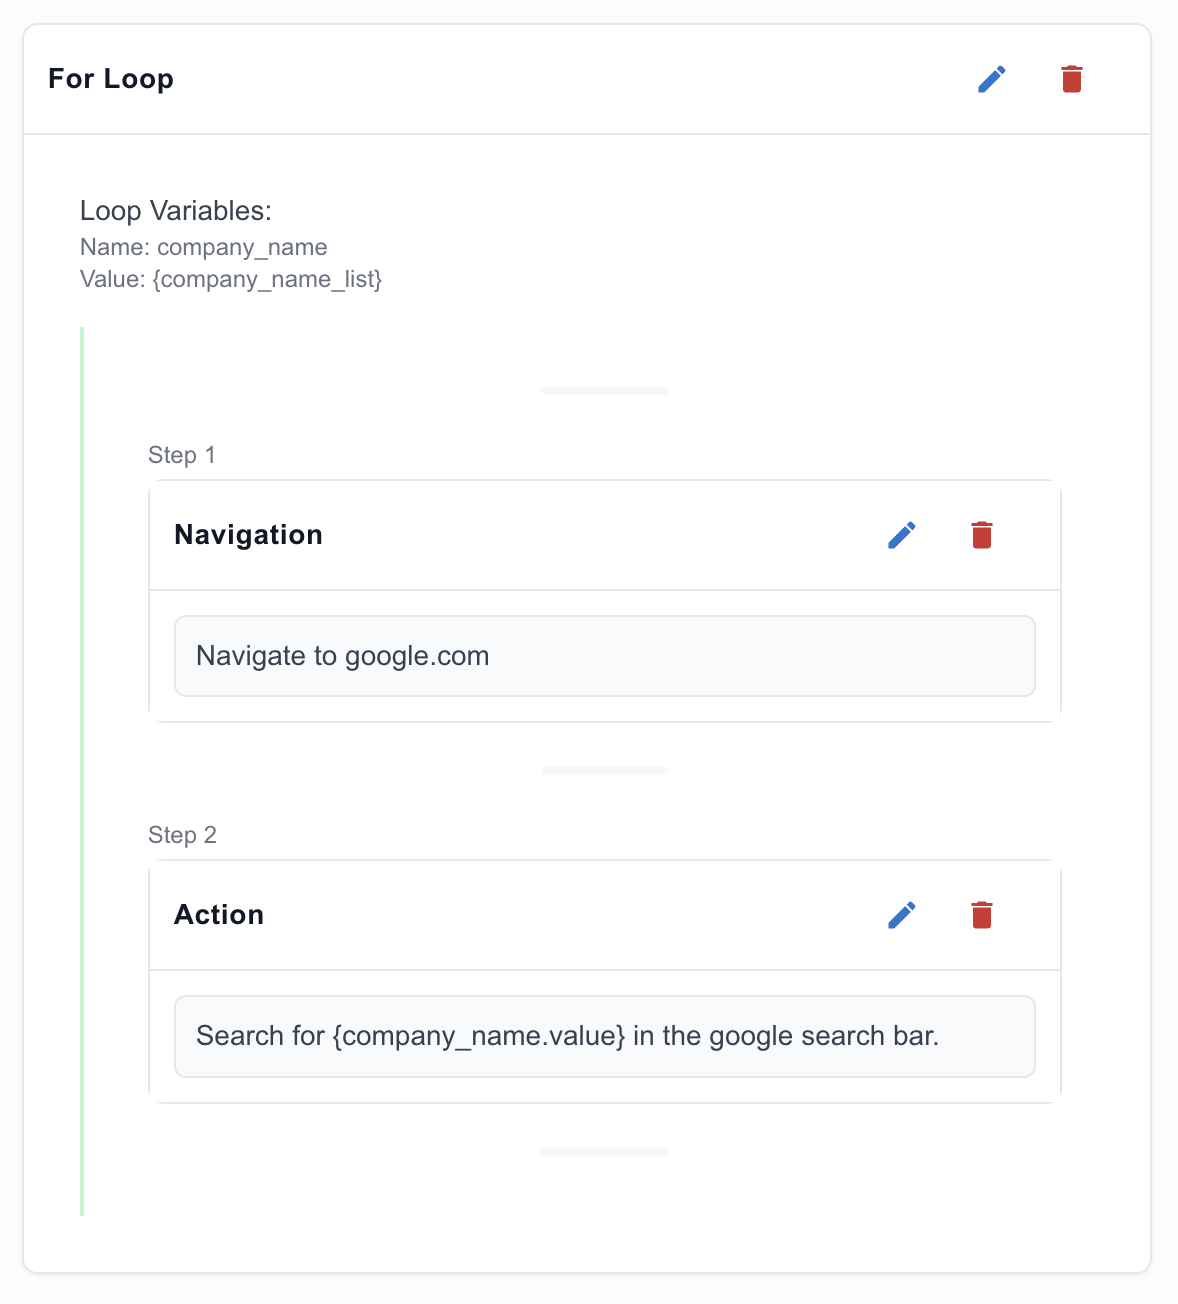 For Loop
Loop Variables:
Name: company_name
Value: {company_name_list}
Step 1
Navigation
Navigate to google.com
Step 2
Action
Search for {company_name.value} in the google search bar.